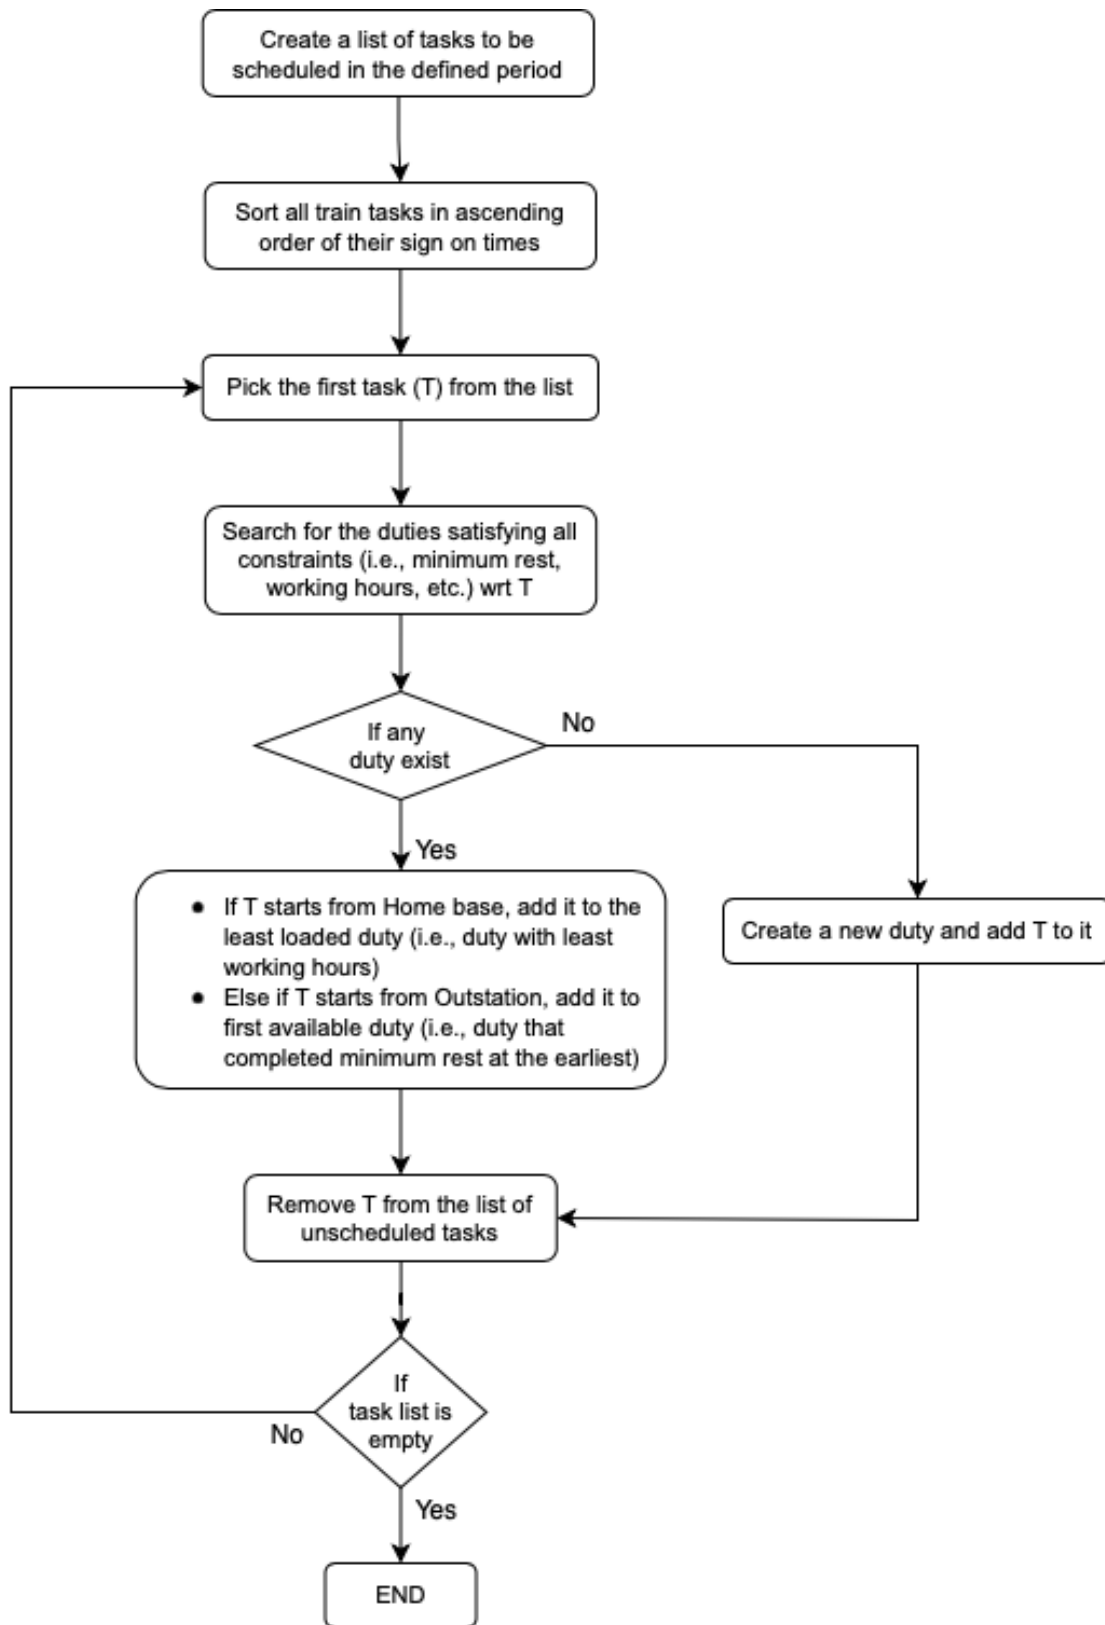 Create a list of tasks to be
scheduled in the defined period
Sort all train tasks in ascending
order of their sign on times
Pick the first task (T) from the list
Search for the duties satisfying all
constraints (i.e., minimum rest,
working hours, etc.) wrt T
If any
duty exist
No
Yes
● If T starts from Home base, add it to the
least loaded duty (i.e., duty with least
working hours)
● Else if T starts from Outstation, add it to
first available duty (i.e., duty that
completed minimum rest at the earliest)
Create a new duty and add T to it
Remove T from the list of
unscheduled tasks
If
task list is
empty
No
Yes
END